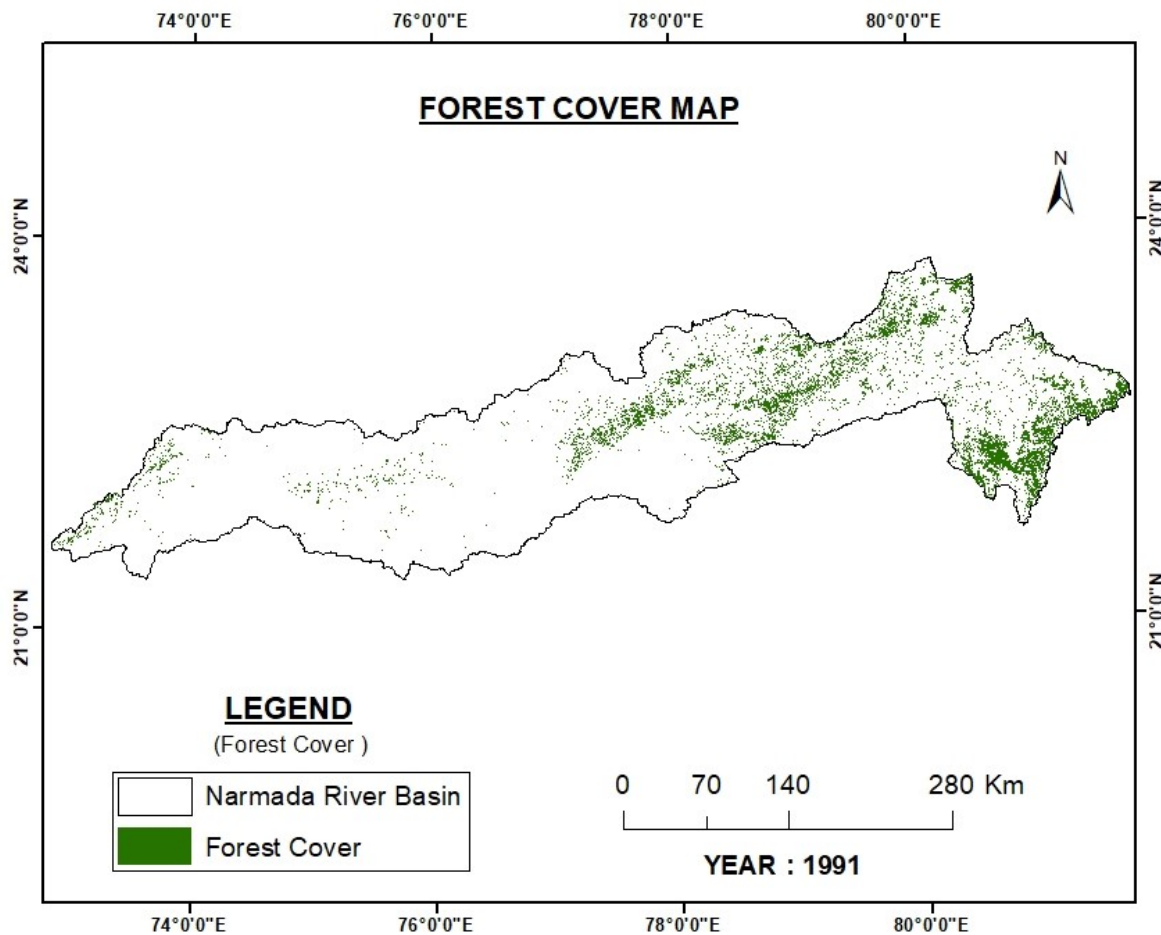 74°0'0"E 76°0'0"E 78°0'0"E 80°0'0"E
FOREST COVER MAP
N
24°0'0"N 24°0'0"N
21°0'0"N 21°0'0"N
LEGEND
(Forest Cover )
Narmada River Basin
Forest Cover
0 70 140 280 Km
YEAR : 1991
74°0'0"E 76°0'0"E 78°0'0"E 80°0'0"E